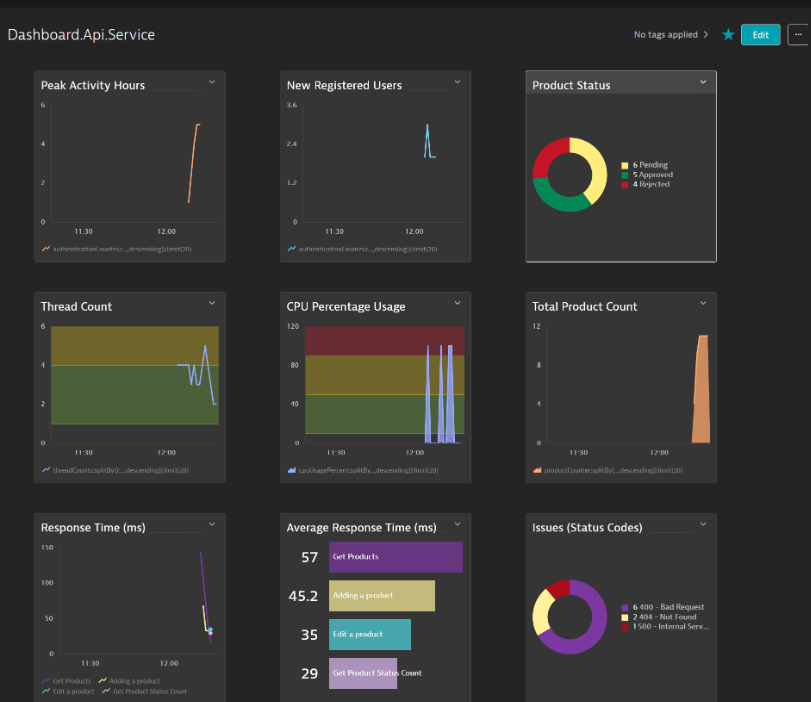 Dashboard.Api.Service
No tags applied
Edit
...
Peak Activity Hours
6
4
2
0
11.30
12.00
authenticationCounter:c...,descending)):limit(20)
New Registered Users
3.6
2.4
1.2
0
11.30
12.00
authenticationCounter:c...,descending)):limit(20)
Product Status
6 Pending
5 Approved
4 Rejected
Thread Count
6
4
2
0
11:30
12:00
threadCount:splitBy():...,descending)):limit(20)
CPU Percentage Usage
120
80
40
0
11:30
12:00
cpuUsagePercent:splitBy...,descending)):limit(20)
Total Product Count
12
8
4
0
11:30
12:00
productCounter:splitBy(...,descending)):limit(20)
Response Time (ms)
150
100
50
0
11:30
12:00
Get Products
Adding a product
Edit a product
Get Product Status Count
Average Response Time (ms)
57 Get Products
45.2 Adding a product
35 Edit a product
29 Get Product Status Count
Issues (Status Codes)
6 400 - Bad Request
2 404 - Not Found
1 500 - Internal Serv...